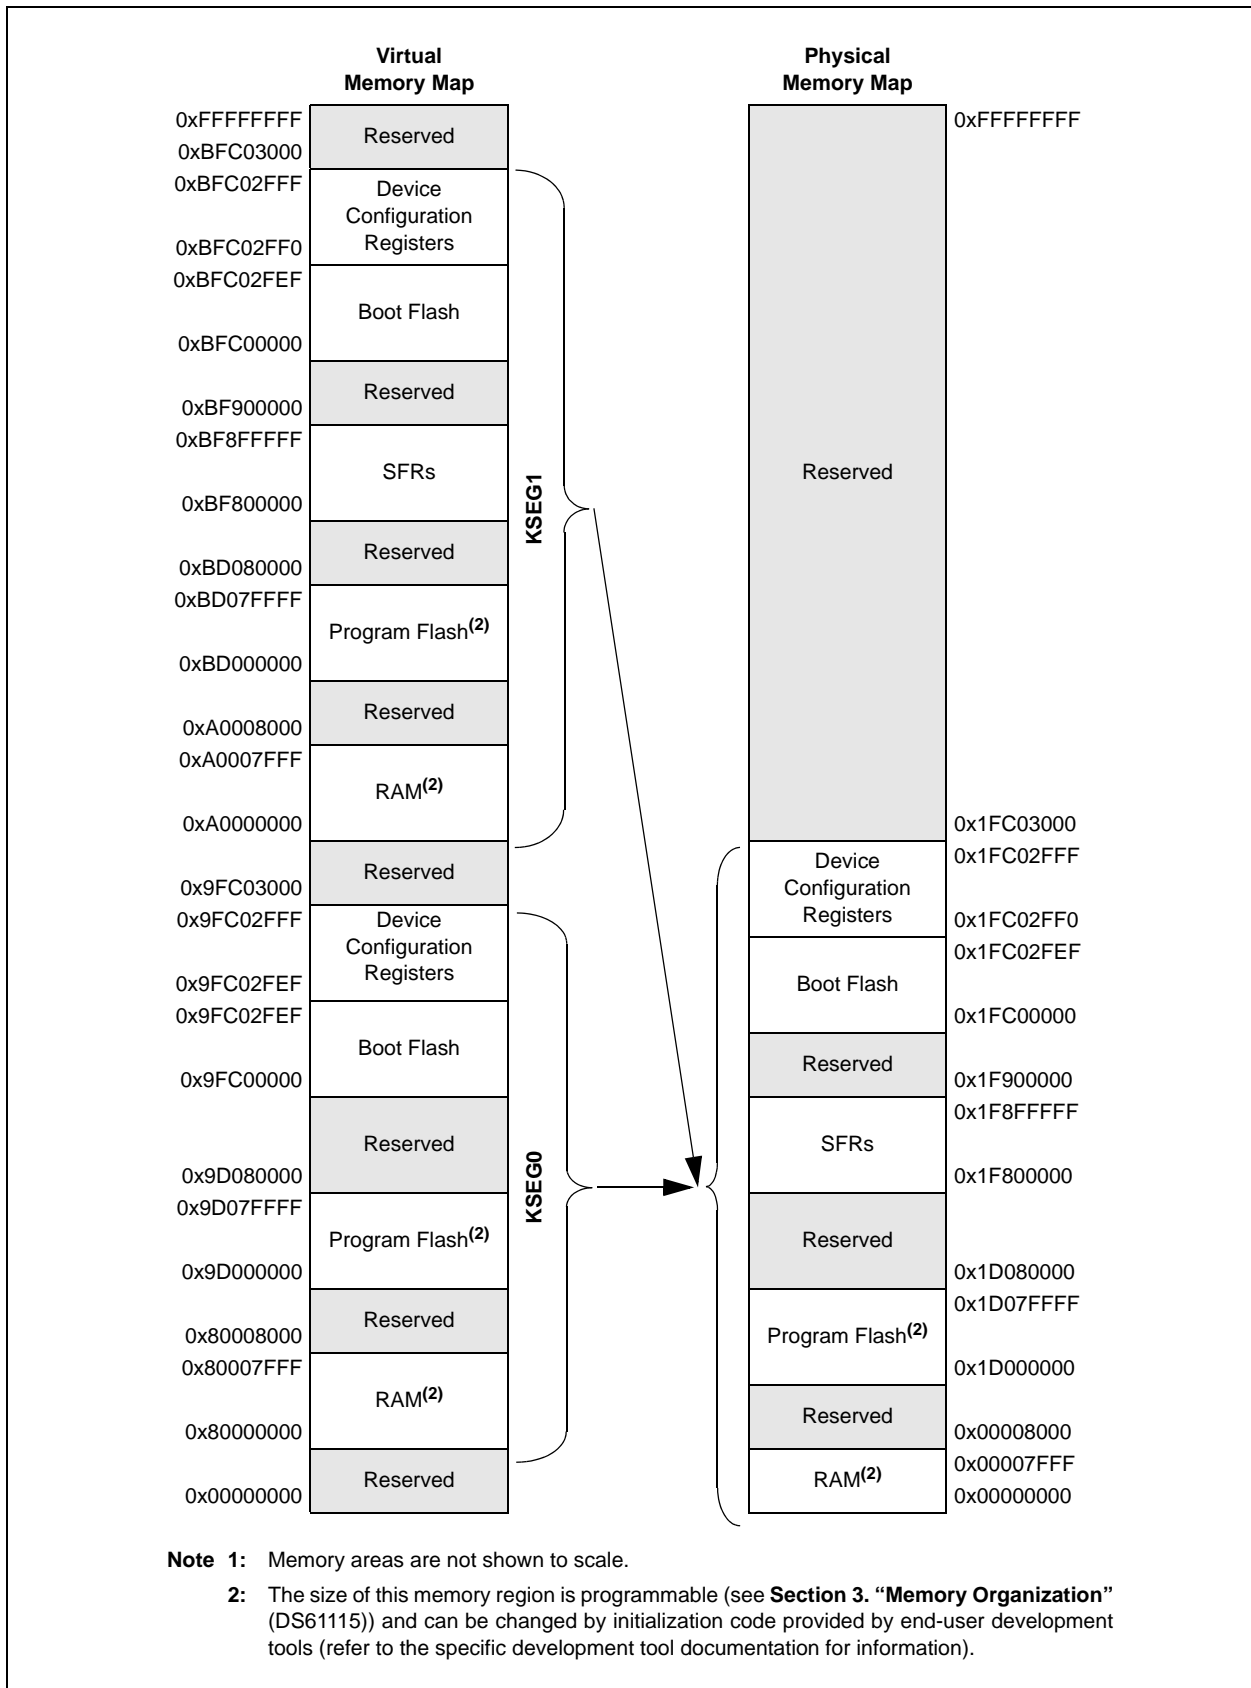 Virtual
Memory Map
0xFFFFFFFF
Reserved
0xBFC03000
0xBFC02FFF
Device
Configuration
Registers
0xBFC02FF0
0xBFC02FEF
Boot Flash
0xBFC00000
Reserved
0xBF900000
0xBF8FFFFF
SFRs
0xBF800000
Reserved
0xBD080000
0xBD07FFFF
Program Flash(2)
0xBD000000
Reserved
0xA0008000
0xA0007FFF
RAM(2)
0xA0000000
KSEG1
Reserved
0x9FC03000
0x9FC02FFF
Device
Configuration
Registers
0x9FC02FEF
0x9FC02FEF
Boot Flash
0x9FC00000
Reserved
0x9D080000
0x9D07FFFF
Program Flash(2)
0x9D000000
Reserved
0x80008000
0x80007FFF
RAM(2)
0x80000000
KSEG0
Reserved
0x00000000
Physical
Memory Map
0xFFFFFFFF
Reserved
0x1FC03000
0x1FC02FFF
Device
Configuration
Registers
0x1FC02FF0
0x1FC02FEF
Boot Flash
0x1FC00000
Reserved
0x1F900000
0x1F8FFFFF
SFRs
0x1F800000
Reserved
0x1D080000
0x1D07FFFF
Program Flash(2)
0x1D000000
Reserved
0x00008000
0x00007FFF
RAM(2)
0x00000000
Note 1: Memory areas are not shown to scale.
2: The size of this memory region is programmable (see Section 3. “Memory Organization”
(DS61115)) and can be changed by initialization code provided by end-user development
tools (refer to the specific development tool documentation for information).